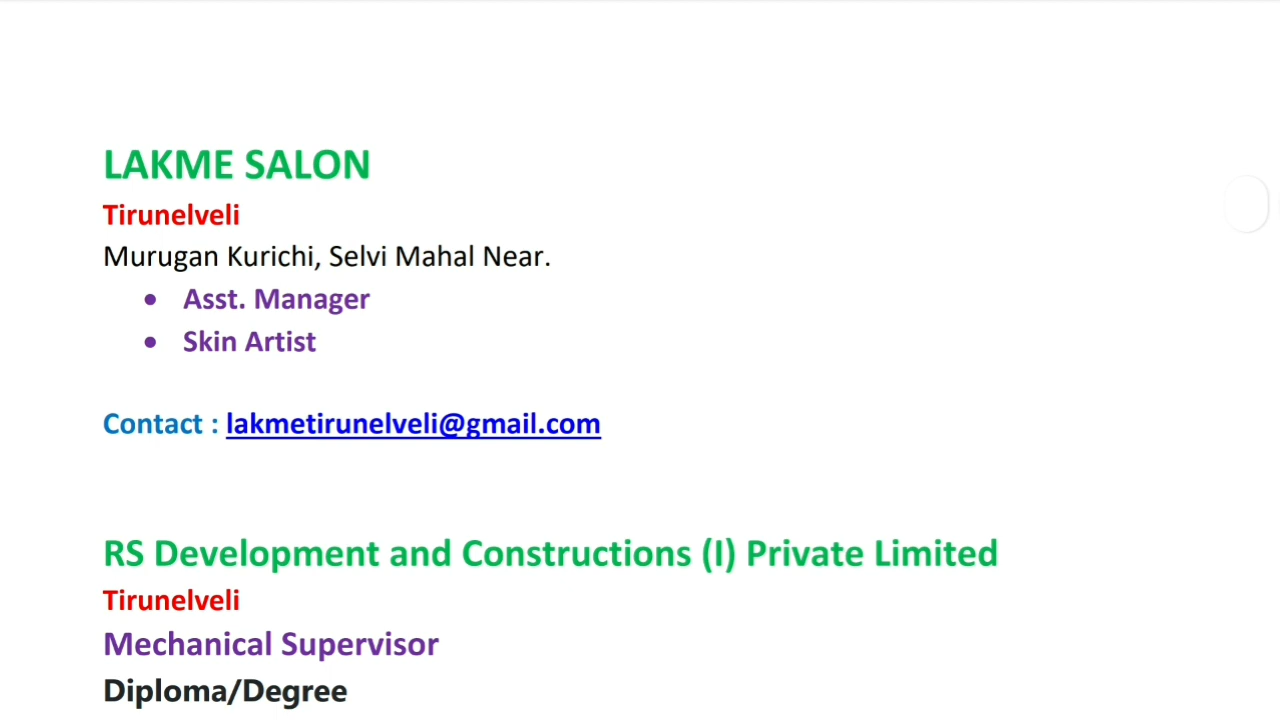 LAKME SALON
Tirunelveli
Murugan Kurichi, Selvi Mahal Near.
• Asst. Manager
• Skin Artist
Contact : lakmetirunelveli@gmail.com
RS Development and Constructions (I) Private Limited
Tirunelveli
Mechanical Supervisor
Diploma/Degree